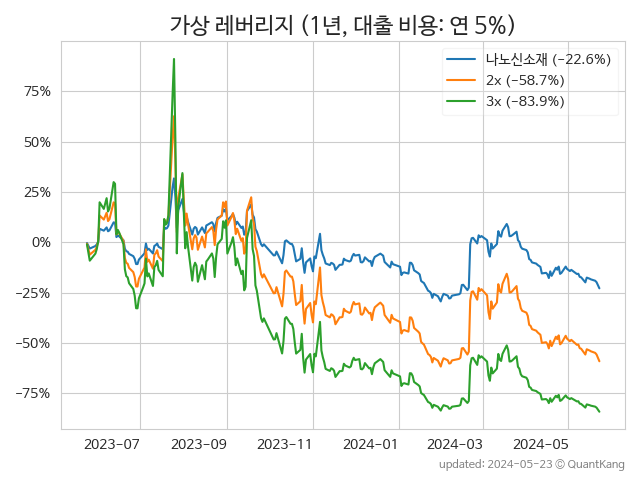 가상 레버리지 (1년, 대출 비용: 연 5%)
나노신소재 (−22.6%)
2x (−58.7%)
3x (−83.9%)
75%
50%
25%
0%
−25%
−50%
−75%
2023-07 2023-09 2023-11 2024-01 2024-03 2024-05
updated: 2024-05-23 © QuantKang